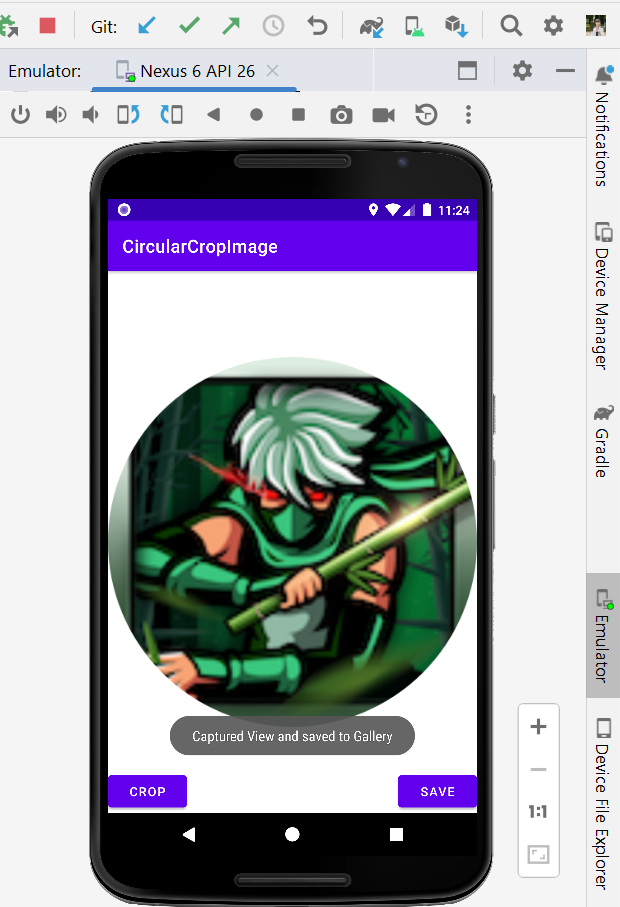 Git:
Emulator:
Nexus 6 API 26
Notifications
Device Manager
Gradle
Emulator
Device File Explorer
11:24
CircularCropImage
Captured View and saved to Gallery
CROP
SAVE
1:1